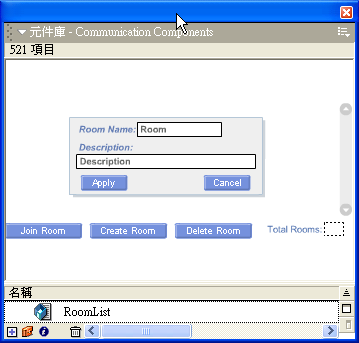 元件庫 - Communication Components
521 項目
Room Name: Room
Description:
Description
Apply Cancel
Join Room Create Room Delete Room Total Rooms:
名稱
RoomList